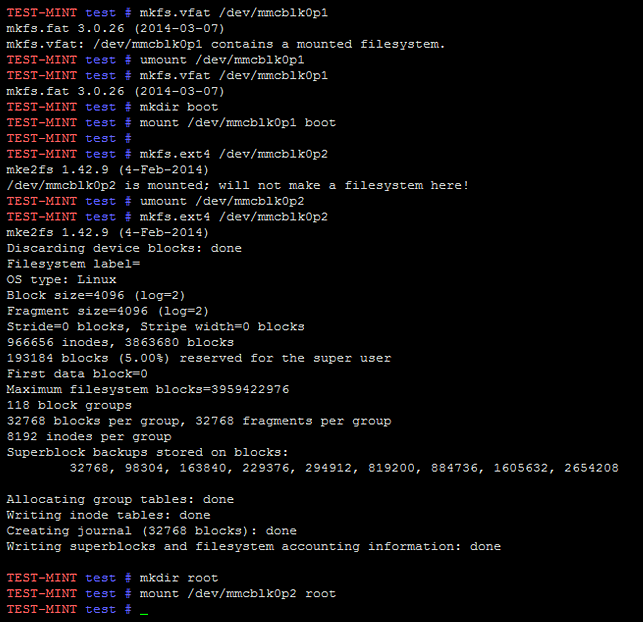 TEST-MINT test # mkfs.vfat /dev/mmcblk0p1
mkfs.fat 3.0.26 (2014-03-07)
mkfs.vfat: /dev/mmcblk0p1 contains a mounted filesystem.
TEST-MINT test # umount /dev/mmcblk0p1
TEST-MINT test # mkfs.vfat /dev/mmcblk0p1
mkfs.fat 3.0.26 (2014-03-07)
TEST-MINT test # mkdir boot
TEST-MINT test # mount /dev/mmcblk0p1 boot
TEST-MINT test #
TEST-MINT test # mkfs.ext4 /dev/mmcblk0p2
mke2fs 1.42.9 (4-Feb-2014)
/dev/mmcblk0p2 is mounted; will not make a filesystem here!
TEST-MINT test # umount /dev/mmcblk0p2
TEST-MINT test # mkfs.ext4 /dev/mmcblk0p2
mke2fs 1.42.9 (4-Feb-2014)
Discarding device blocks: done
Filesystem label=
OS type: Linux
Block size=4096 (log=2)
Fragment size=4096 (log=2)
Stride=0 blocks, Stripe width=0 blocks
966656 inodes, 3863680 blocks
193184 blocks (5.00%) reserved for the super user
First data block=0
Maximum filesystem blocks=3959422976
118 block groups
32768 blocks per group, 32768 fragments per group
8192 inodes per group
Superblock backups stored on blocks:
        32768, 98304, 163840, 229376, 294912, 819200, 884736, 1605632, 2654208

Allocating group tables: done
Writing inode tables: done
Creating journal (32768 blocks): done
Writing superblocks and filesystem accounting information: done

TEST-MINT test # mkdir root
TEST-MINT test # mount /dev/mmcblk0p2 root
TEST-MINT test # _